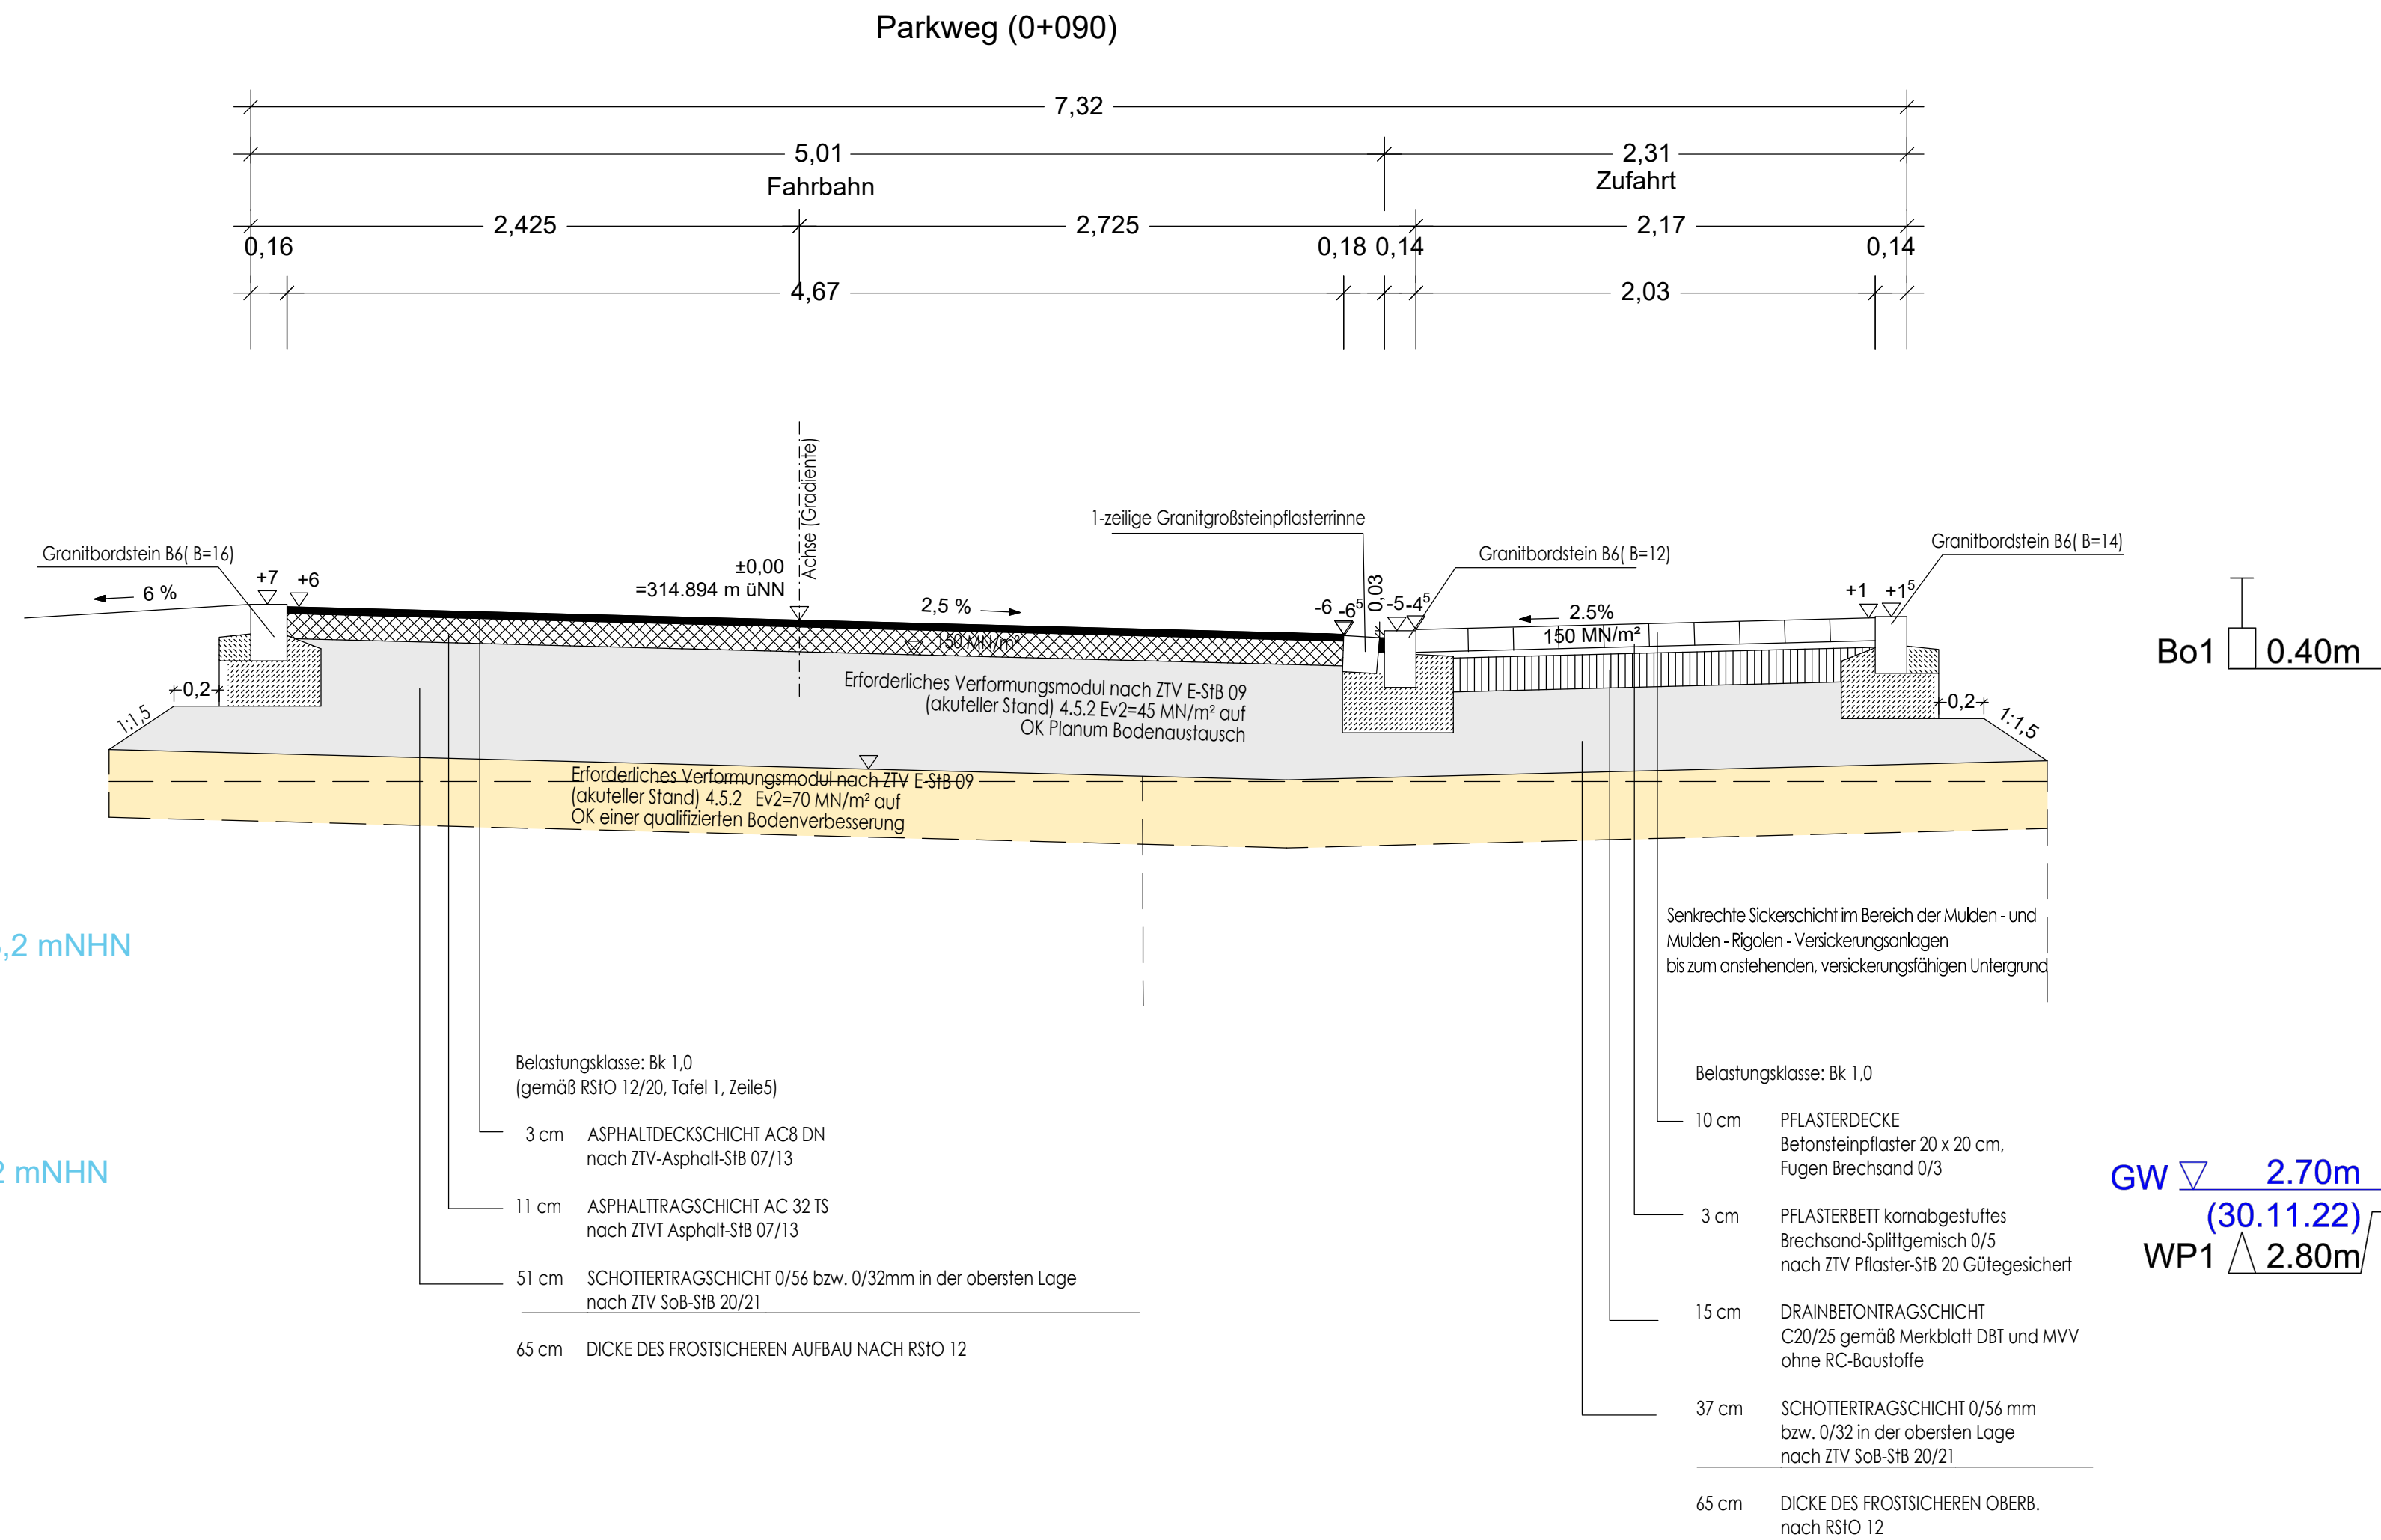 Parkweg (0+090)
7,32
5,01
2,31
Fahrbahn
Zufahrt
2,425
2,725
2,17
0,16
0,18
0,14
0,14
4,67
2,03
Achse (Gradiente)
1-zeilige Granitgroßsteinpflasterrinne
Granitbordstein B6( B=16)
Granitbordstein B6( B=12)
Granitbordstein B6( B=14)
±0,00
=314.894 m üNN
6 %
+7
+6
2,5 %
-6
-6⁵
0,03
-5
-4⁵
2.5%
+1
+1⁵
150 MN/m²
150 MN/m²
Bo1
0.40m
Erforderliches Verformungsmodul nach ZTV E-StB 09
(akuteller Stand) 4.5.2 Ev2=45 MN/m² auf
OK Planum Bodenaustausch
0,2
1:1,5
0,2
1:1,5
Erforderliches Verformungsmodul nach ZTV E-StB 09
(akuteller Stand) 4.5.2 Ev2=70 MN/m² auf
OK einer qualifizierten Bodenverbesserung
,2 mNHN
Senkrechte Sickerschicht im Bereich der Mulden - und
Mulden - Rigolen - Versickerungsanlagen
bis zum anstehenden, versickerungsfähigen Untergrund
2 mNHN
Belastungsklasse: Bk 1,0
(gemäß RStO 12/20, Tafel 1, Zeile5)
3 cm ASPHALTDECKSCHICHT AC8 DN
nach ZTV-Asphalt-StB 07/13
11 cm ASPHALTTRAGSCHICHT AC 32 TS
nach ZTVT Asphalt-StB 07/13
51 cm SCHOTTERTRAGSCHICHT 0/56 bzw. 0/32mm in der obersten Lage
nach ZTV SoB-StB 20/21
65 cm DICKE DES FROSTSICHEREN AUFBAU NACH RStO 12
Belastungsklasse: Bk 1,0
10 cm PFLASTERDECKE
Betonsteinpflaster 20 x 20 cm,
Fugen Brechsand 0/3
3 cm PFLASTERBETT kornabgestuftes
Brechsand-Splittgemisch 0/5
nach ZTV Pflaster-StB 20 Gütegesichert
15 cm DRAINBETONTRAGSCHICHT
C20/25 gemäß Merkblatt DBT und MVV
ohne RC-Baustoffe
37 cm SCHOTTERTRAGSCHICHT 0/56 mm
bzw. 0/32 in der obersten Lage
nach ZTV SoB-StB 20/21
65 cm DICKE DES FROSTSICHEREN OBERB.
nach RStO 12
GW 2.70m
(30.11.22)
WP1 2.80m